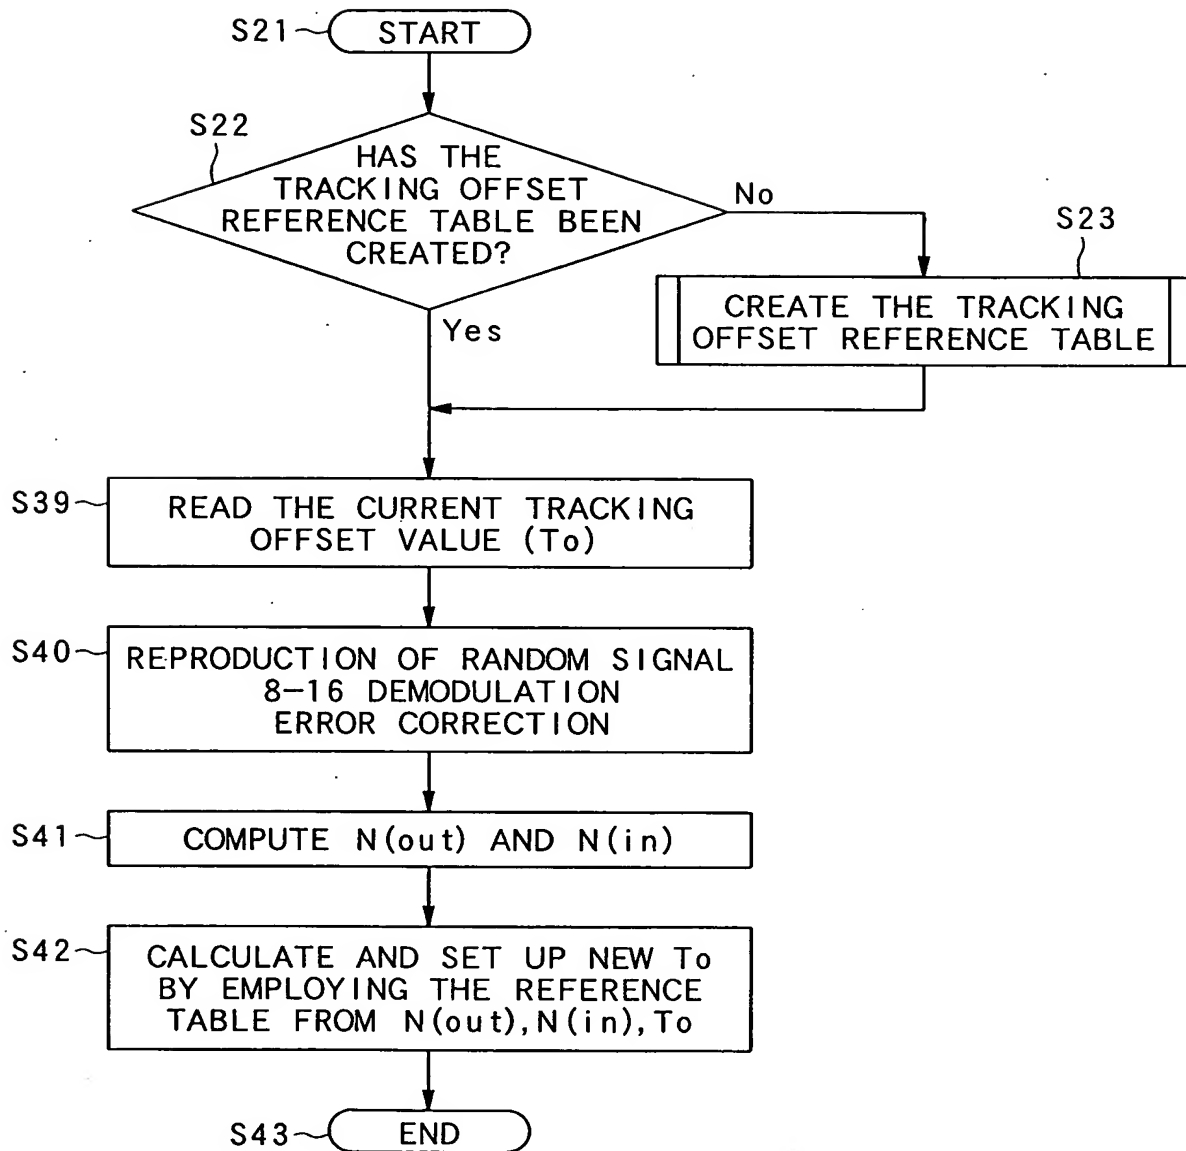 S21
START
S22
HAS THE
TRACKING OFFSET
REFERENCE TABLE BEEN
CREATED?
No
S23
CREATE THE TRACKING
OFFSET REFERENCE TABLE
Yes
S39
READ THE CURRENT TRACKING
OFFSET VALUE (To)
S40
REPRODUCTION OF RANDOM SIGNAL
8-16 DEMODULATION
ERROR CORRECTION
S41
COMPUTE N(out) AND N(in)
S42
CALCULATE AND SET UP NEW To
BY EMPLOYING THE REFERENCE
TABLE FROM N(out),N(in),To
S43
END